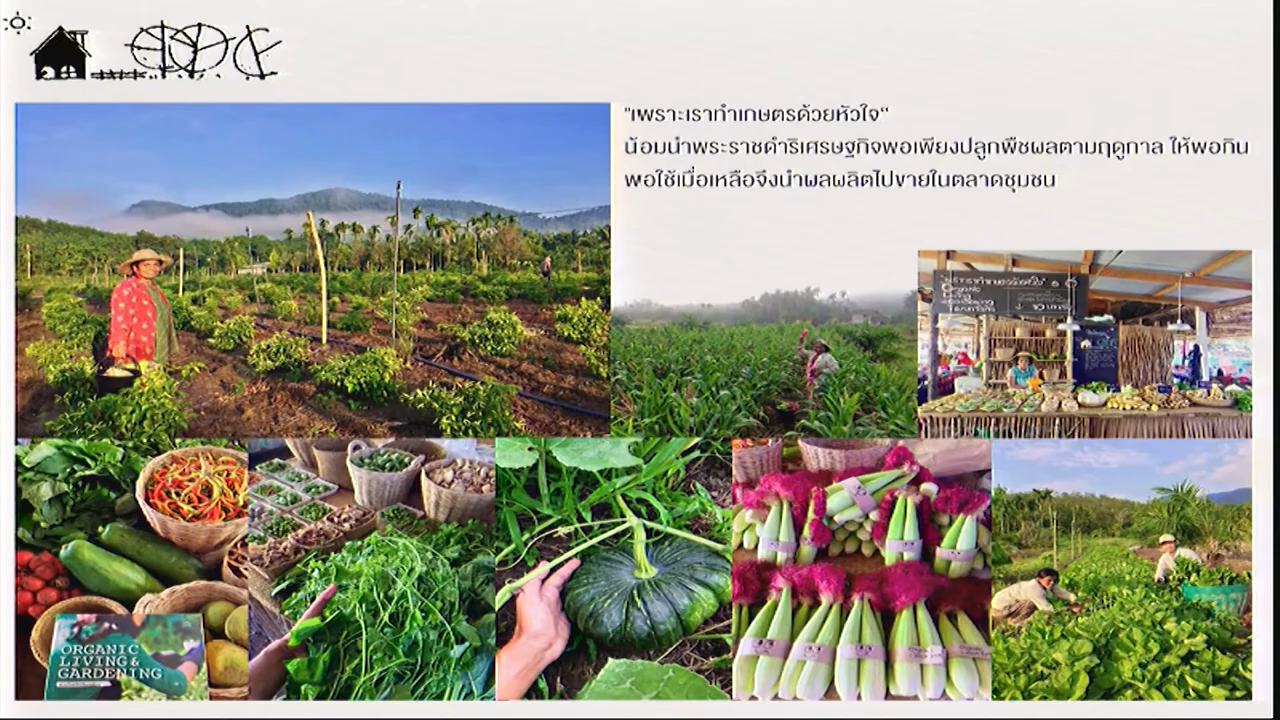 "เพราะเราทำเกษตรด้วยหัวใจ“
น้อมนำพระราชดำริเศรษฐกิจพอเพียงปลูกพืชผลตามฤดูกาล ให้พอกิน
พอใช้เมื่อเหลือจึงนำผลผลิตไปขายในตลาดชุมชน
ORGANIC
LIVING &
GARDENING